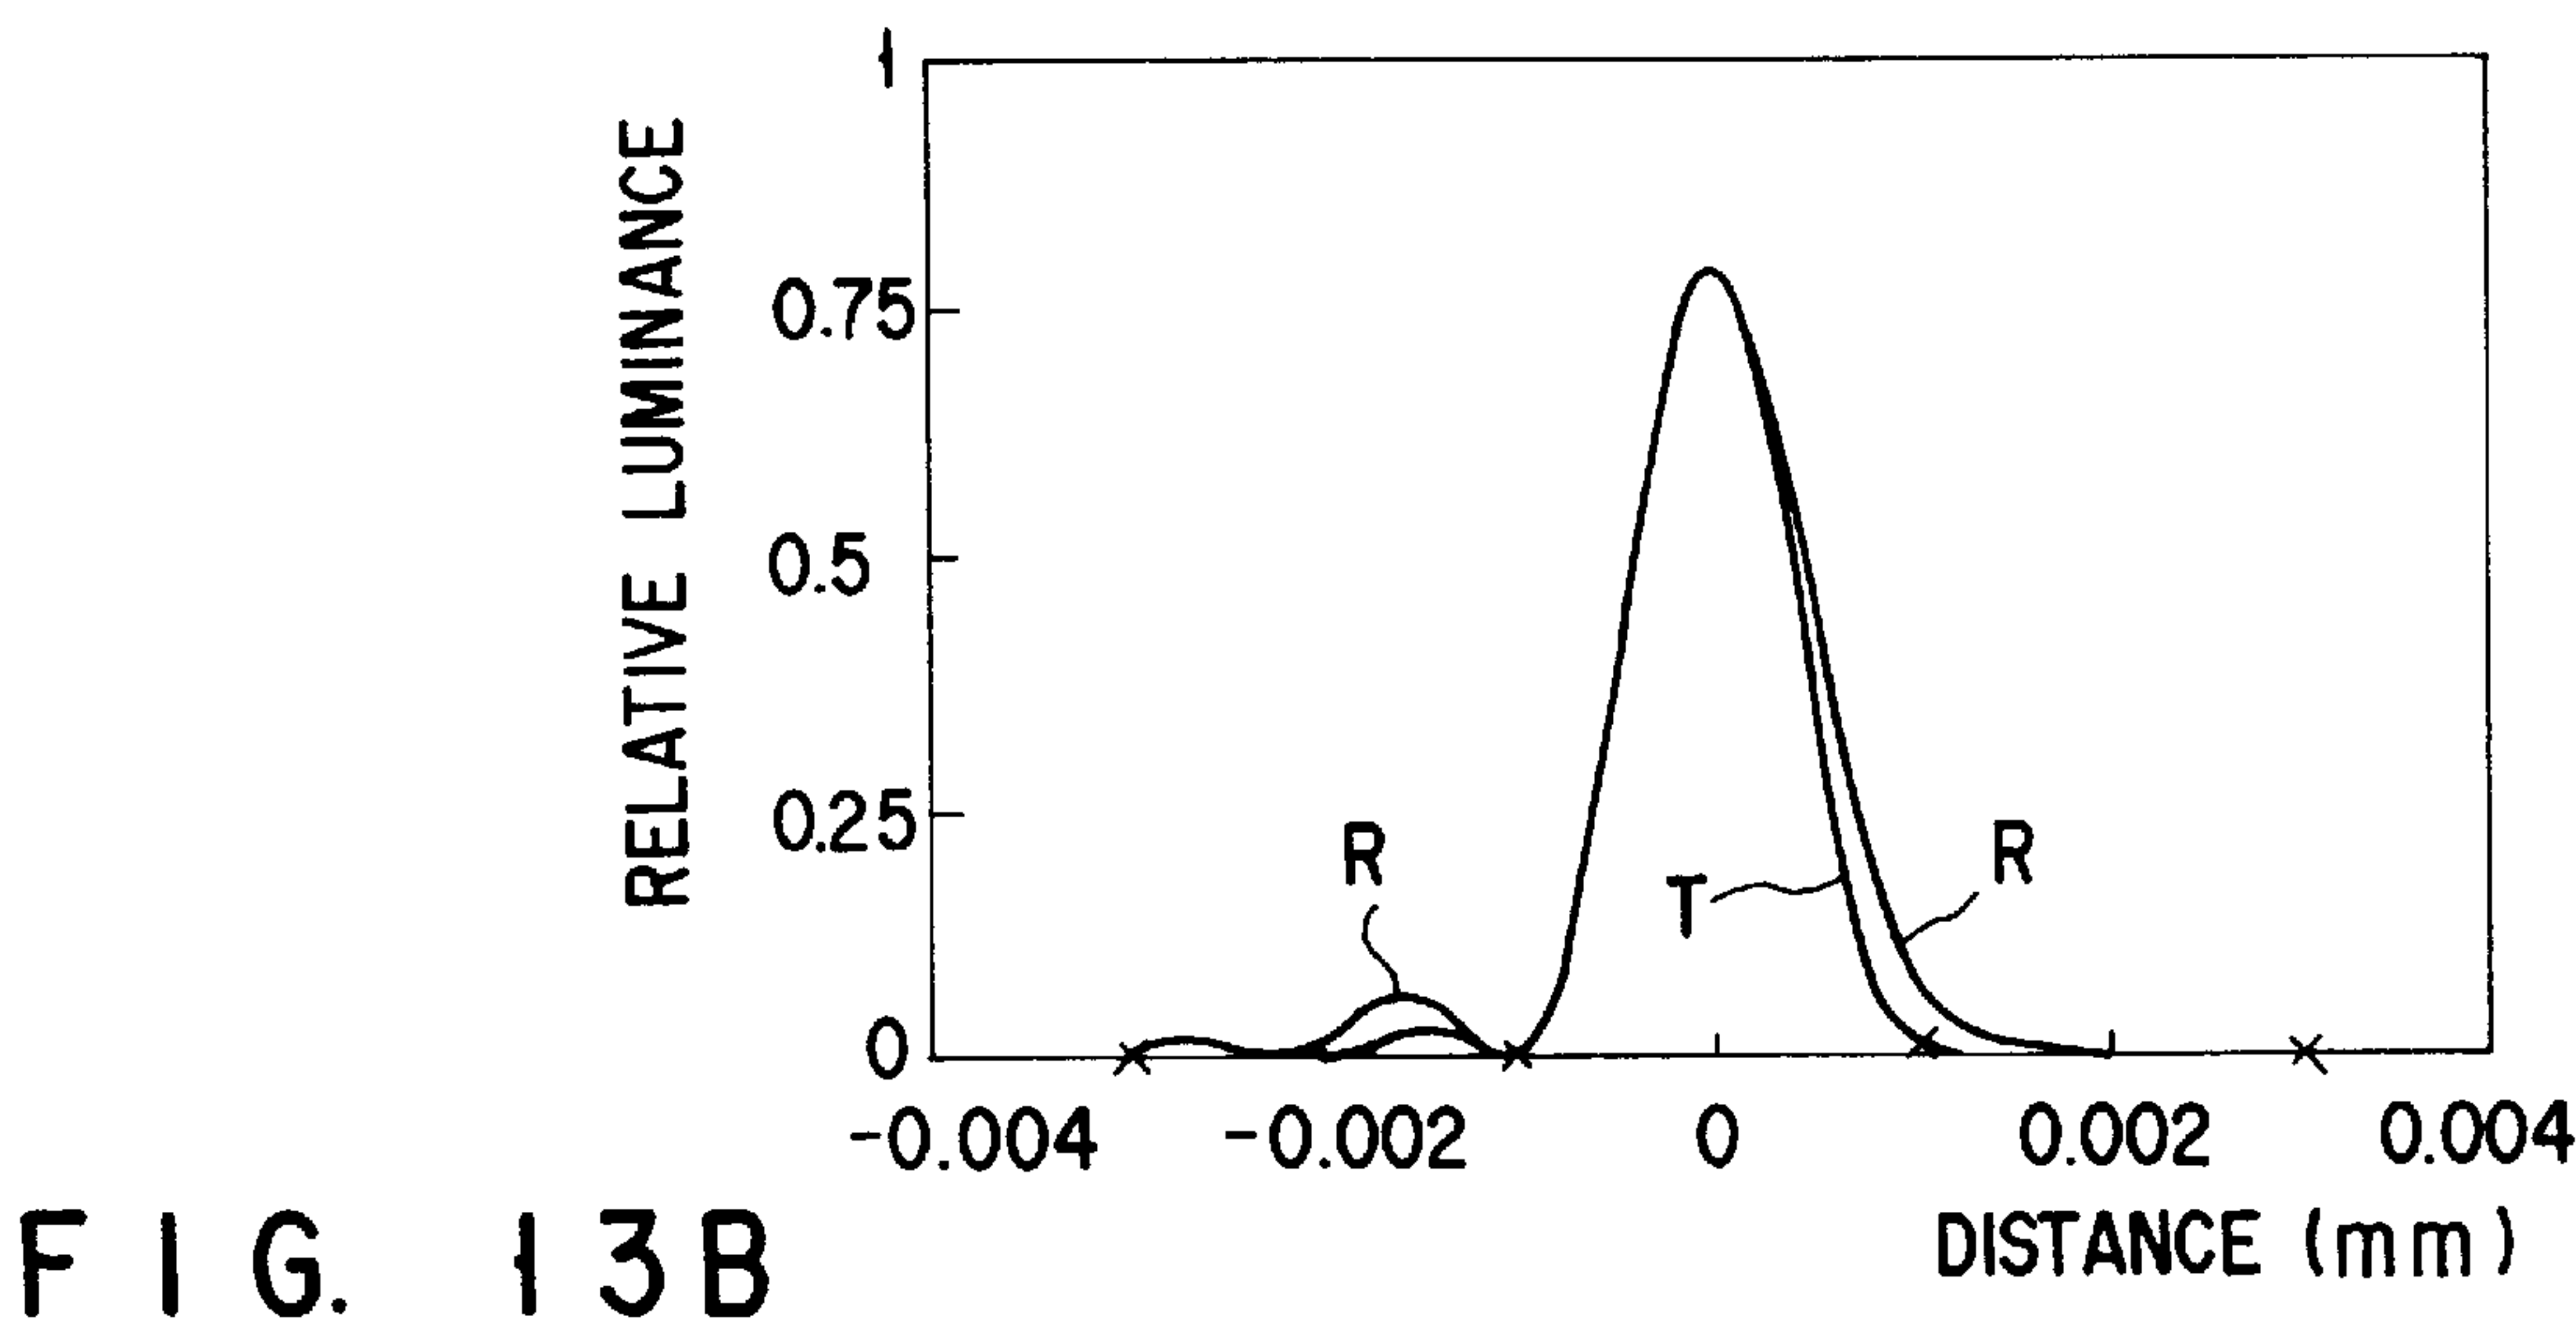 1
RELATIVE LUMINANCE
0.75
0.5
0.25
0
R
T
R
-0.004
-0.002
0
0.002
0.004
DISTANCE (mm)
FIG. 13B